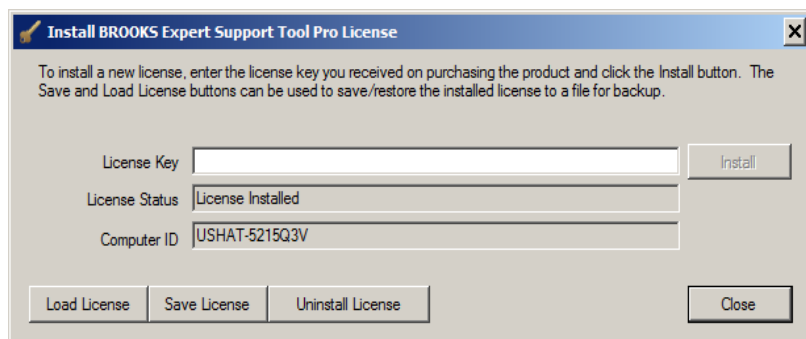 Install BROOKS Expert Support Tool Pro License
To install a new license, enter the license key you received on purchasing the product and click the Install button. The
Save and Load License buttons can be used to save/restore the installed license to a file for backup.
License Key
Install
License Status License Installed
Computer ID USHAT-5215Q3V
Load License Save License Uninstall License Close